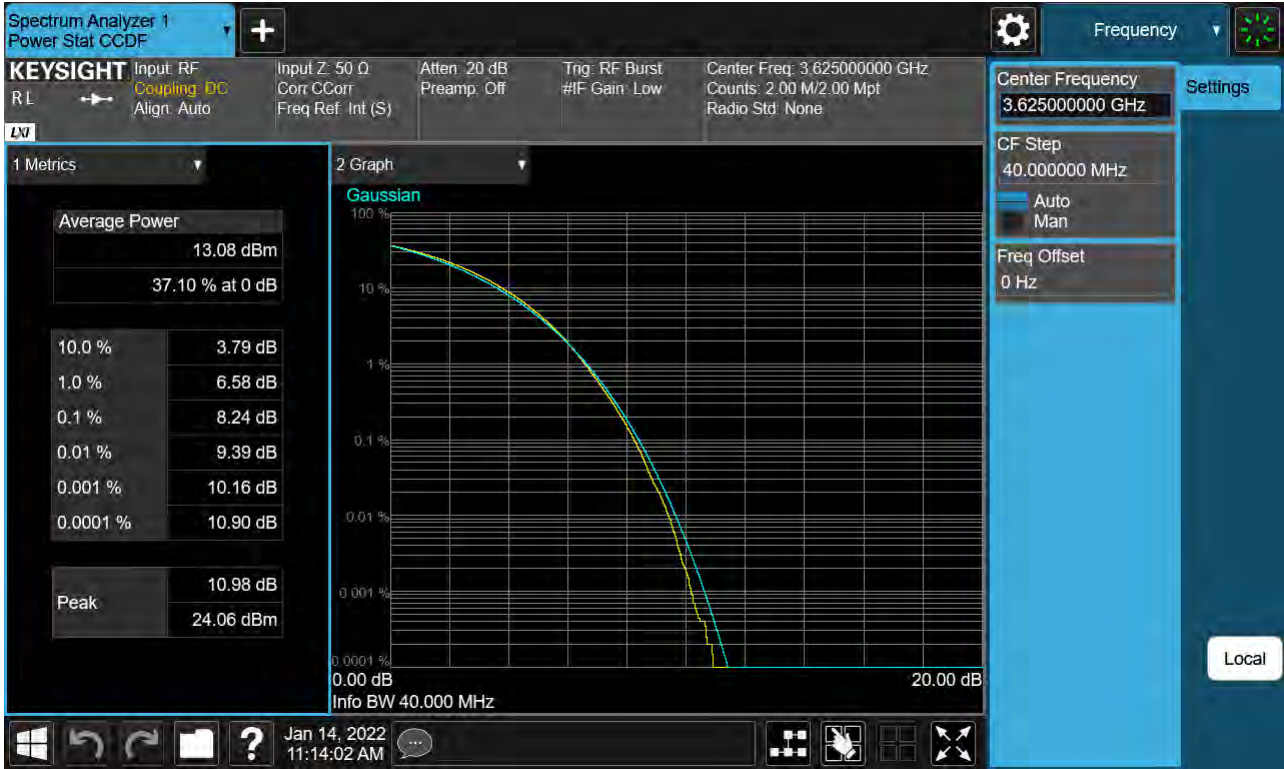 Spectrum Analyzer 1
Power Stat CCDF
Frequency
KEYSIGHT
R L
LXI
Input: RF
Coupling: DC
Align: Auto
Input Z: 50 Ω
Corr CCorr
Freq Ref: Int (S)
Atten: 20 dB
Preamp: Off
Trig: RF Burst
#IF Gain: Low
Center Freq: 3.625000000 GHz
Counts: 2.00 M/2.00 Mpt
Radio Std: None
Center Frequency
3.625000000 GHz
Settings
CF Step
40.000000 MHz
Auto
Man
Freq Offset
0 Hz
1 Metrics
Average Power
13.08 dBm
37.10 % at 0 dB
10.0 % 3.79 dB
1.0 % 6.58 dB
0.1 % 8.24 dB
0.01 % 9.39 dB
0.001 % 10.16 dB
0.0001 % 10.90 dB
Peak
10.98 dB
24.06 dBm
2 Graph
Gaussian
100 %
10 %
1 %
0.1 %
0.01 %
0.001 %
0.0001 %
0.00 dB 20.00 dB
Info BW 40.000 MHz
Local
Jan 14, 2022
11:14:02 AM